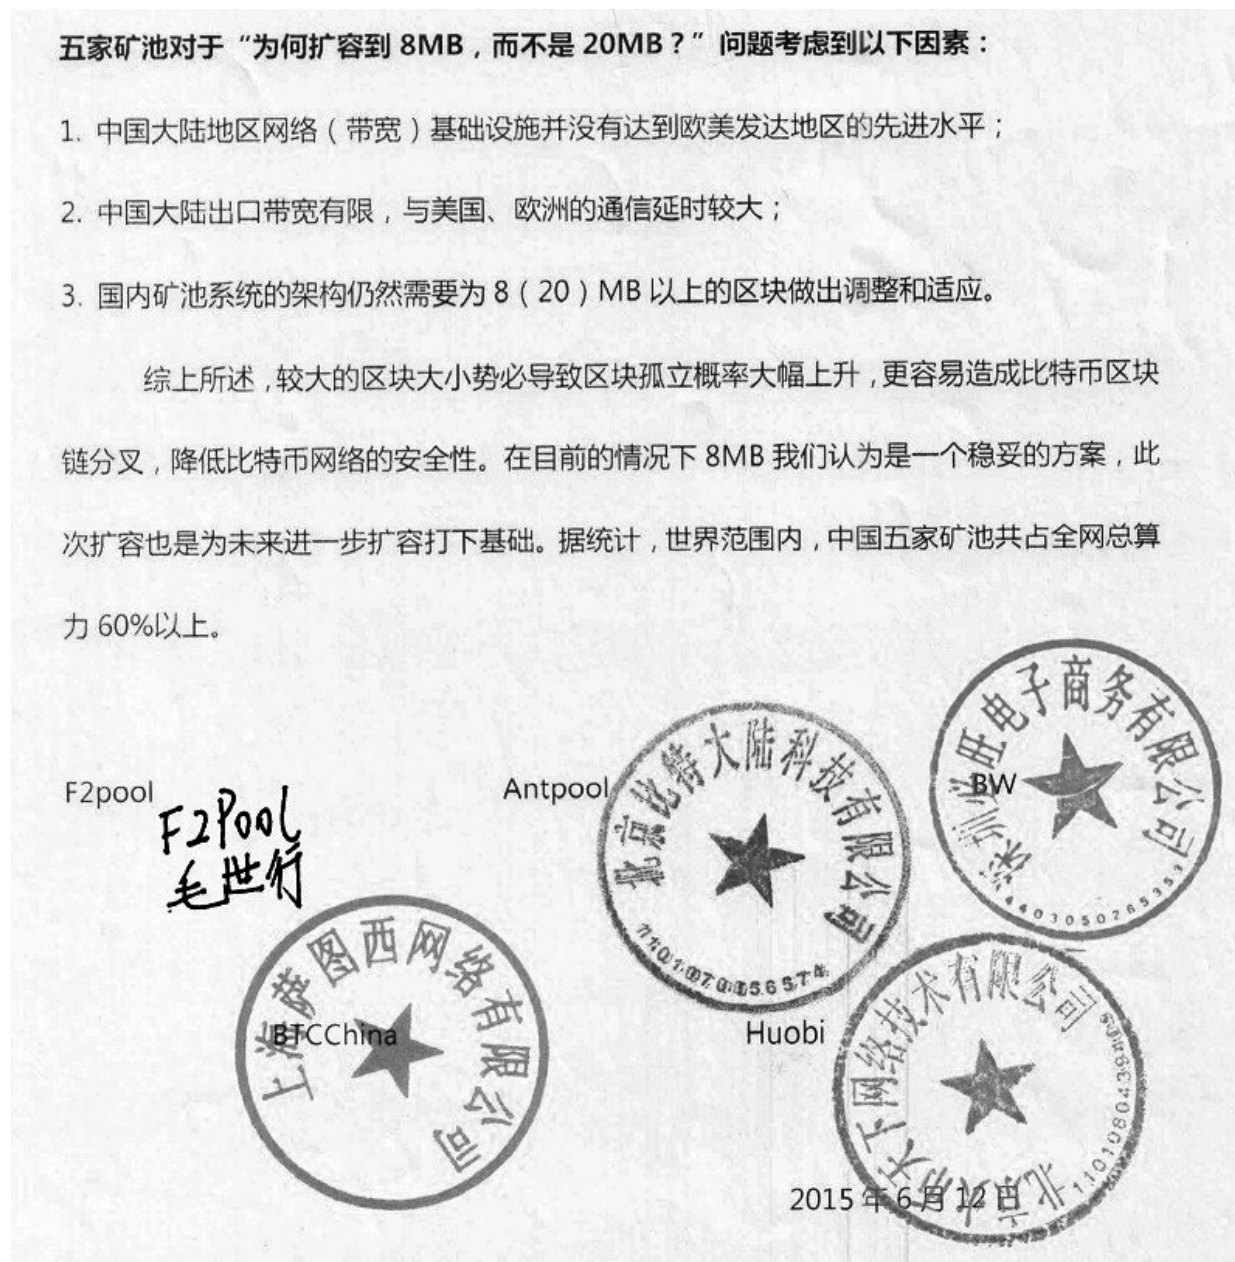 五家矿池对于“为何扩容到 8MB，而不是 20MB？”问题考虑到以下因素：
1. 中国大陆地区网络（带宽）基础设施并没有达到欧美发达地区的先进水平；
2. 中国大陆出口带宽有限，与美国、欧洲的通信延时较大；
3. 国内矿池系统的架构仍然需要为 8（20）MB 以上的区块做出调整和适应。
综上所述，较大的区块大小势必导致区块孤立概率大幅上升，更容易造成比特币区块
链分叉，降低比特币网络的安全性。在目前的情况下 8MB 我们认为是一个稳妥的方案，此
次扩容也是为未来进一步扩容打下基础。据统计，世界范围内，中国五家矿池共占全网总算
力 60%以上。
F2pool
F2Pool
毛世行
Antpool
北京比特大陆科技有限公司
BW
电子商务有限公司
4403050265353
BTCChina
上海萨图西网络有限公司
Huobi
北京火币天下网络技术有限公司
2015 年 6 月 12 日